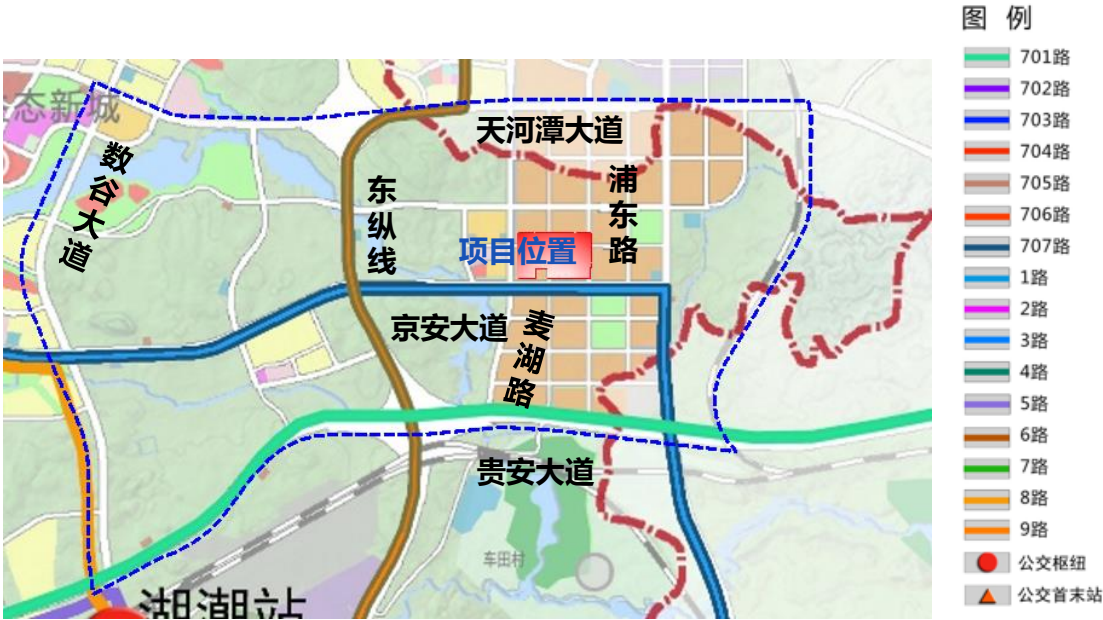 图 例
701路
702路
703路
704路
705路
706路
707路
1路
2路
3路
4路
5路
6路
7路
8路
9路
公交枢纽
公交首末站
态新城
天河潭大道
数谷大道
东纵线
浦东路
项目位置
京安大道
麦湖路
贵安大道
车田村
湖潮站